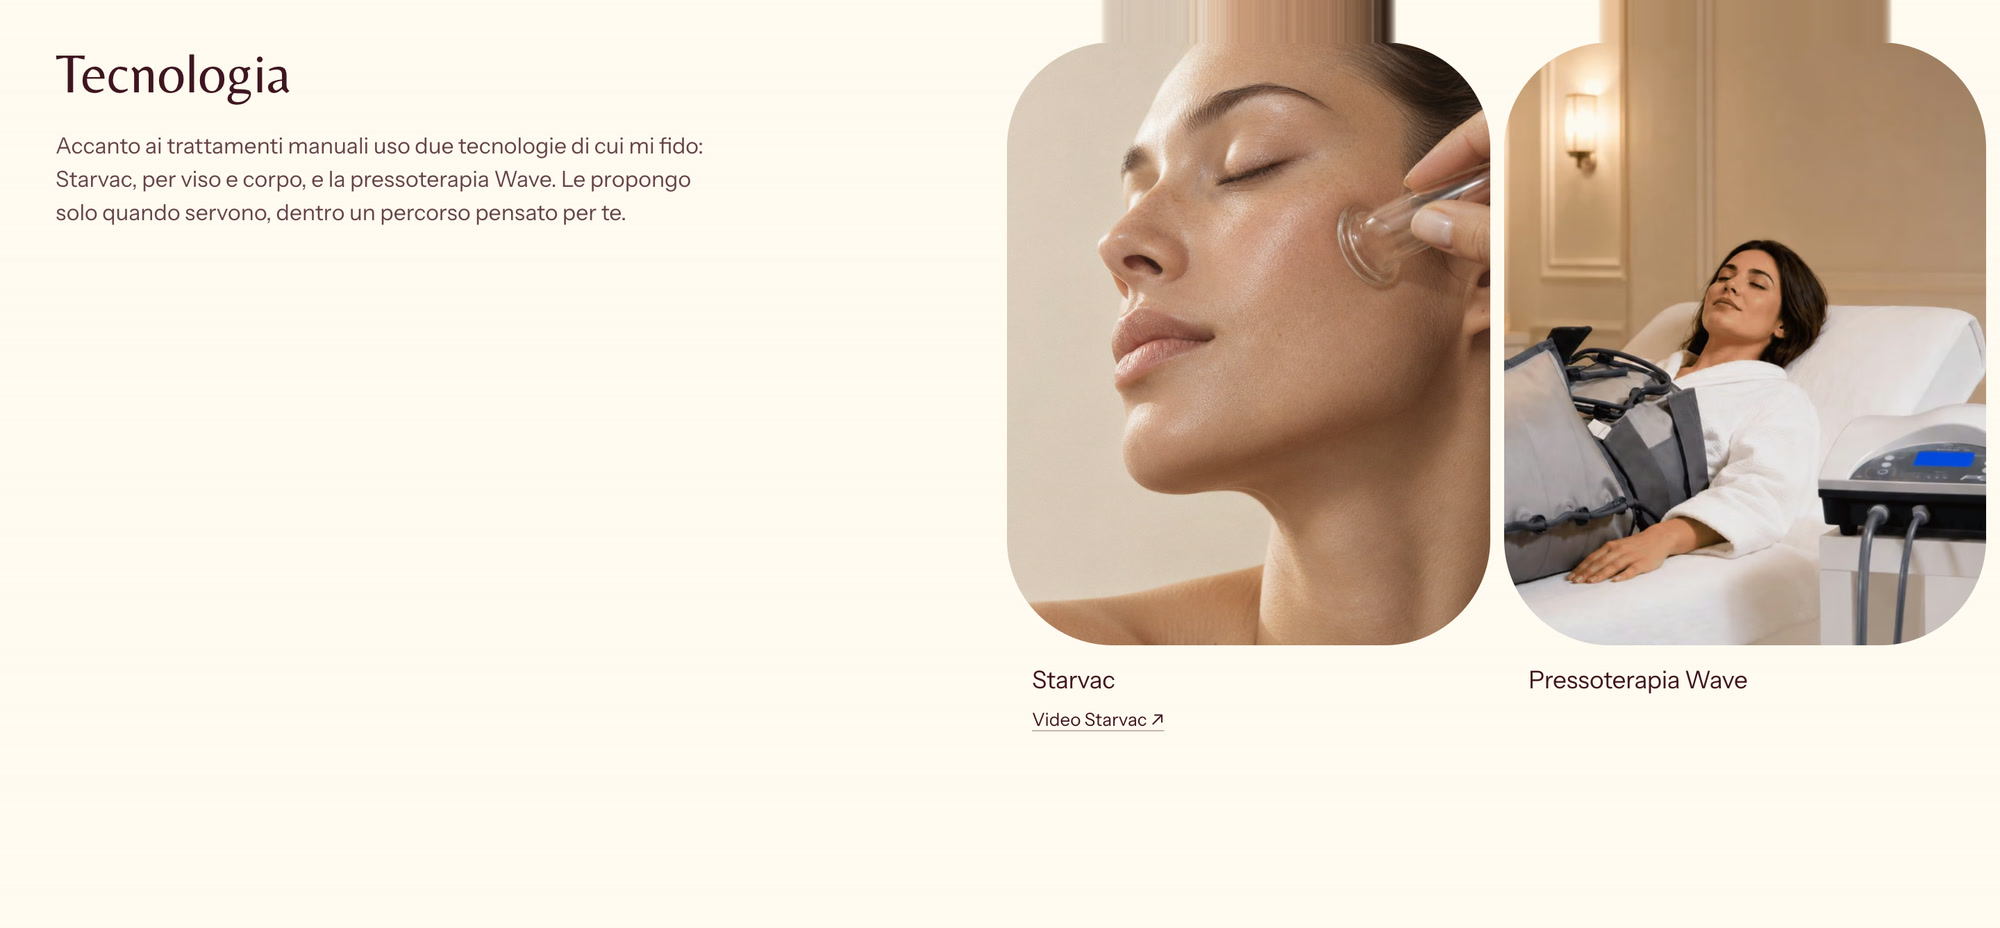 Tecnologia
Accanto ai trattamenti manuali uso due tecnologie di cui mi fido:
Starvac, per viso e corpo, e la pressoterapia Wave. Le propongo
solo quando servono, dentro un percorso pensato per te.
Starvac
Video Starvac ↗
Pressoterapia Wave